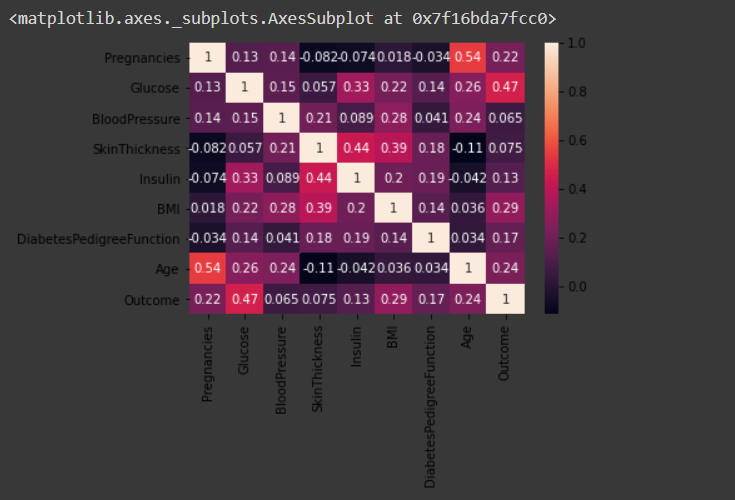 <matplotlib.axes._subplots.AxesSubplot at 0x7f16bda7fcc0>
Pregnancies 1 0.13 0.14 -0.082 -0.074 0.018 -0.034 0.54 0.22
Glucose 0.13 1 0.15 0.057 0.33 0.22 0.14 0.26 0.47
BloodPressure 0.14 0.15 1 0.21 0.089 0.28 0.041 0.24 0.065
SkinThickness -0.082 0.057 0.21 1 0.44 0.39 0.18 -0.11 0.075
Insulin -0.074 0.33 0.089 0.44 1 0.2 0.19 -0.042 0.13
BMI 0.018 0.22 0.28 0.39 0.2 1 0.14 0.036 0.29
DiabetesPedigreeFunction -0.034 0.14 0.041 0.18 0.19 0.14 1 0.034 0.17
Age 0.54 0.26 0.24 -0.11 -0.042 0.036 0.034 1 0.24
Outcome 0.22 0.47 0.065 0.075 0.13 0.29 0.17 0.24 1
Pregnancies
Glucose
BloodPressure
SkinThickness
Insulin
BMI
DiabetesPedigreeFunction
Age
Outcome
1.0
0.8
0.6
0.4
0.2
0.0